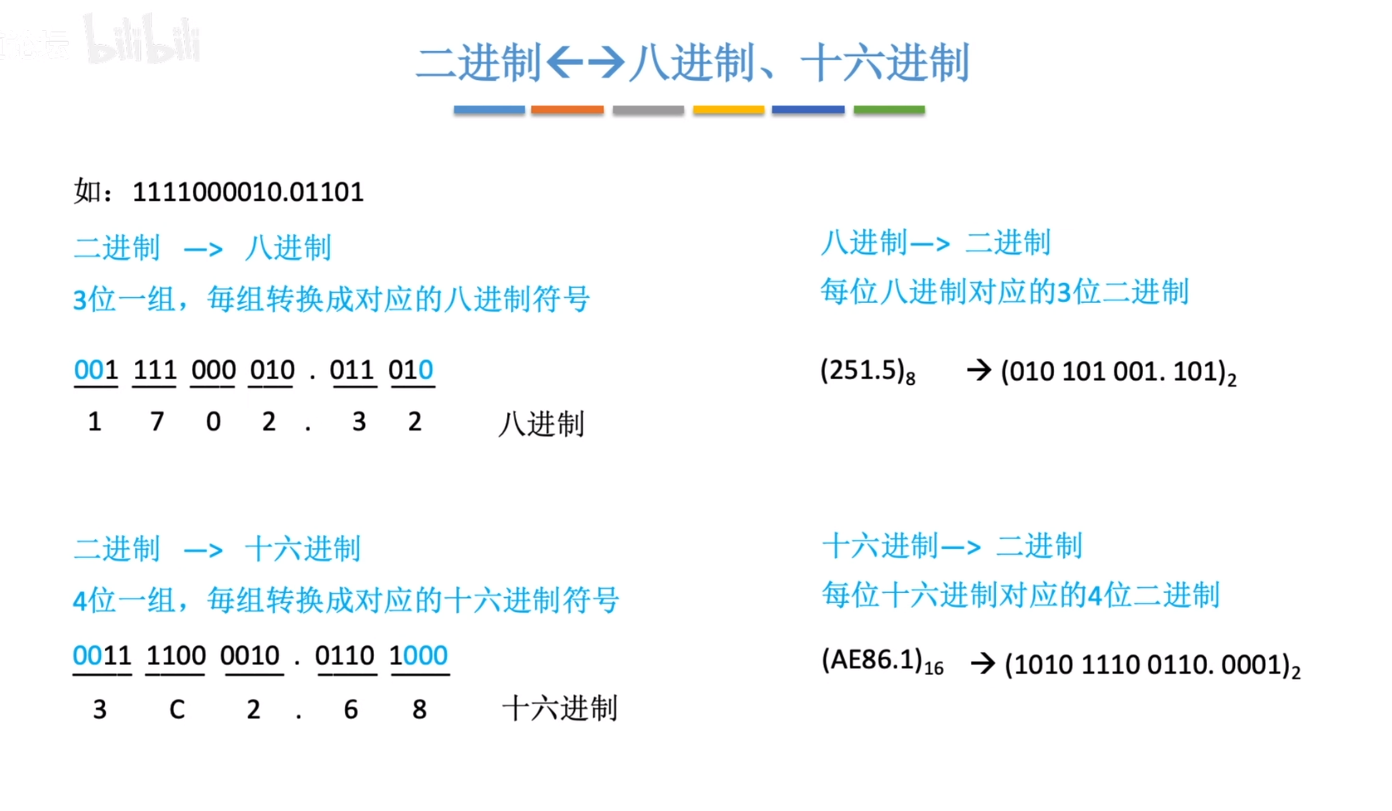 bilibili
二进制←→八进制、十六进制
如：1111000010.01101
二进制 —> 八进制
3位一组，每组转换成对应的八进制符号
001 111 000 010 . 011 010
1 7 0 2 . 3 2 八进制
二进制 —> 十六进制
4位一组，每组转换成对应的十六进制符号
0011 1100 0010 . 0110 1000
3 C 2 . 6 8 十六进制
八进制—> 二进制
每位八进制对应的3位二进制
(251.5)8 → (010 101 001. 101)2
十六进制—> 二进制
每位十六进制对应的4位二进制
(AE86.1)16 → (1010 1110 0110. 0001)2